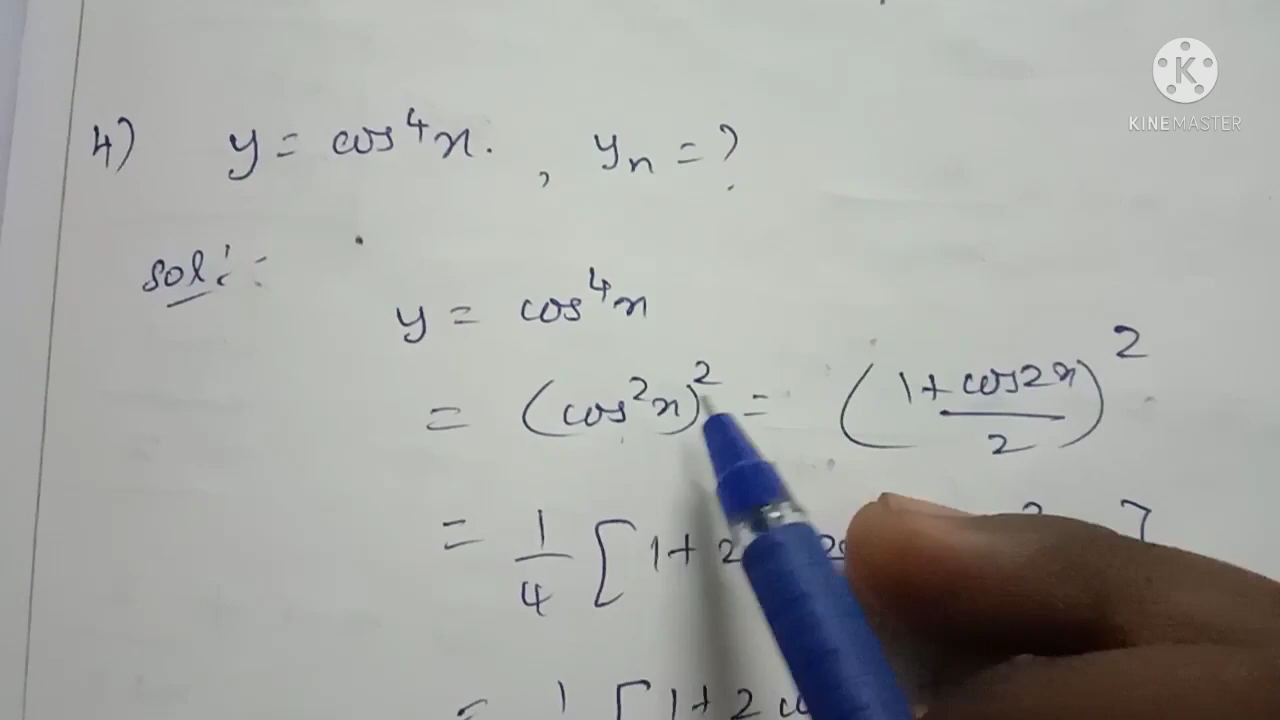 KINEMASTER
4) y = cos⁴x. , yₙ = ?
Sol: :
y = cos⁴x
= (cos²x)² = (1 + cos2x / 2)²
= 1/4 [1 + 2
= 1 [1 + 2 co